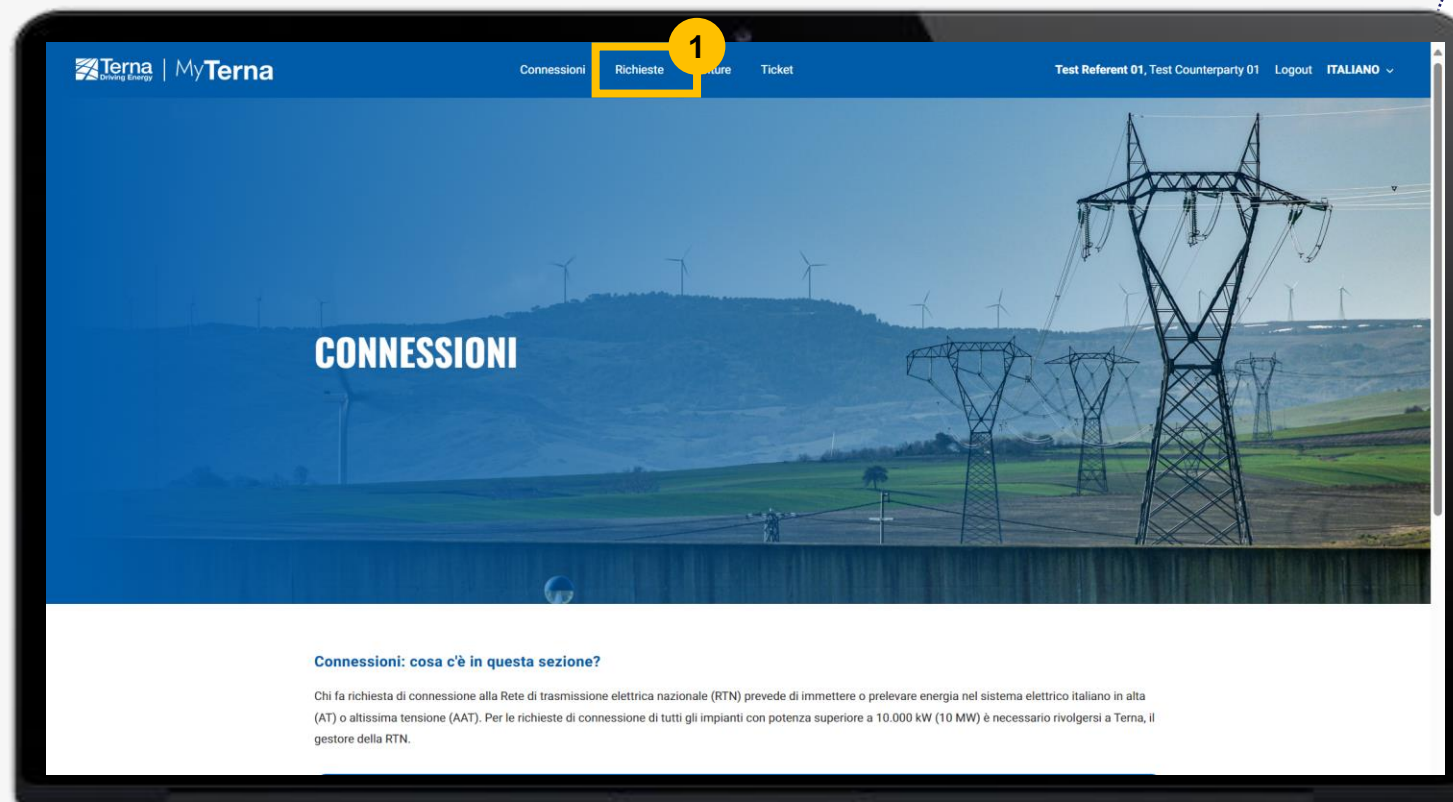 1
Terna
Driving Energy
MyTerna
Connessioni Richieste Ticket
Test Referent 01, Test Counterparty 01 Logout ITALIANO
CONNESSIONI
Connessioni: cosa c'è in questa sezione?
Chi fa richiesta di connessione alla Rete di trasmissione elettrica nazionale (RTN) prevede di immettere o prelevare energia nel sistema elettrico italiano in alta
(AT) o altissima tensione (AAT). Per le richieste di connessione di tutti gli impianti con potenza superiore a 10.000 kW (10 MW) è necessario rivolgersi a Terna, il
gestore della RTN.